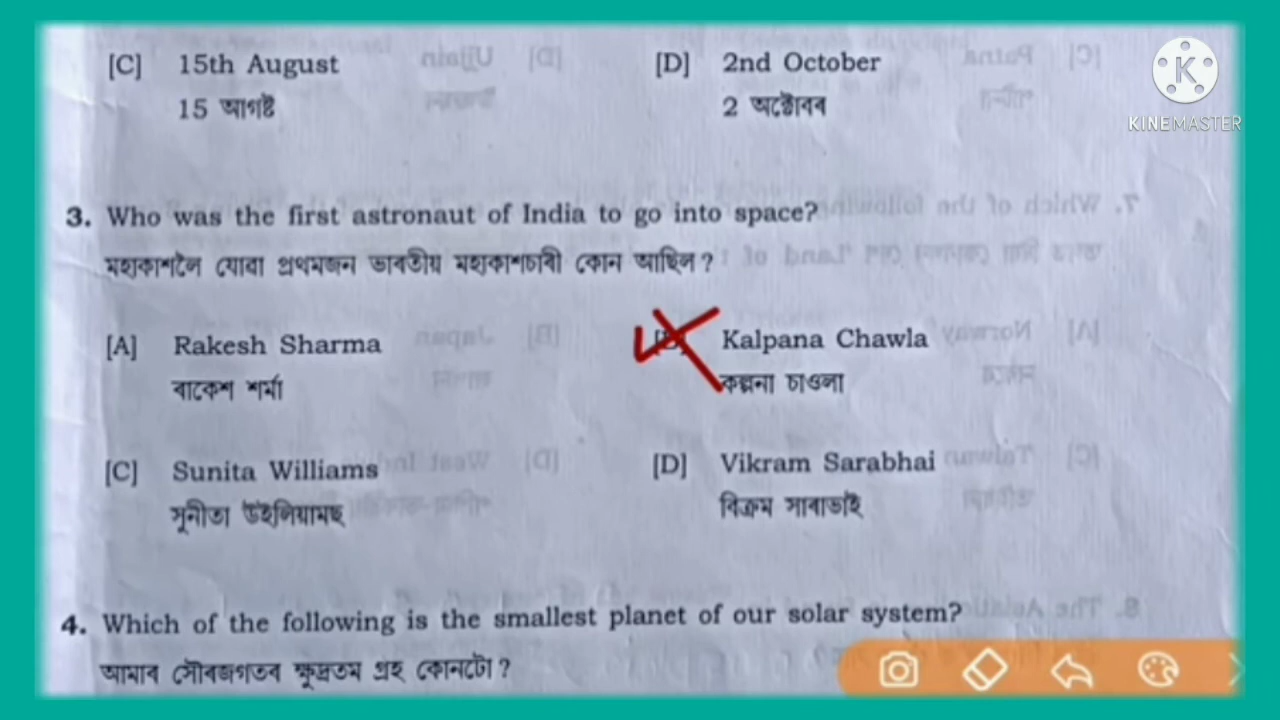 [C] 15th August [D] 2nd October
15 আগষ্ট 2 অক্টোবৰ
KINEMASTER
3. Who was the first astronaut of India to go into space?
মহাকাশলৈ যোৱা প্ৰথমজন ভাৰতীয় মহাকাশচাৰী কোন আছিল ?
[A] Rakesh Sharma [B] Kalpana Chawla
ৰাকেশ শৰ্মা কল্পনা চাওলা
[C] Sunita Williams [D] Vikram Sarabhai
সুনীতা উইলিয়ামছ বিক্ৰম সাৰাভাই
4. Which of the following is the smallest planet of our solar system?
আমাৰ সৌৰজগতৰ ক্ষুদ্ৰতম গ্ৰহ কোনটো ?